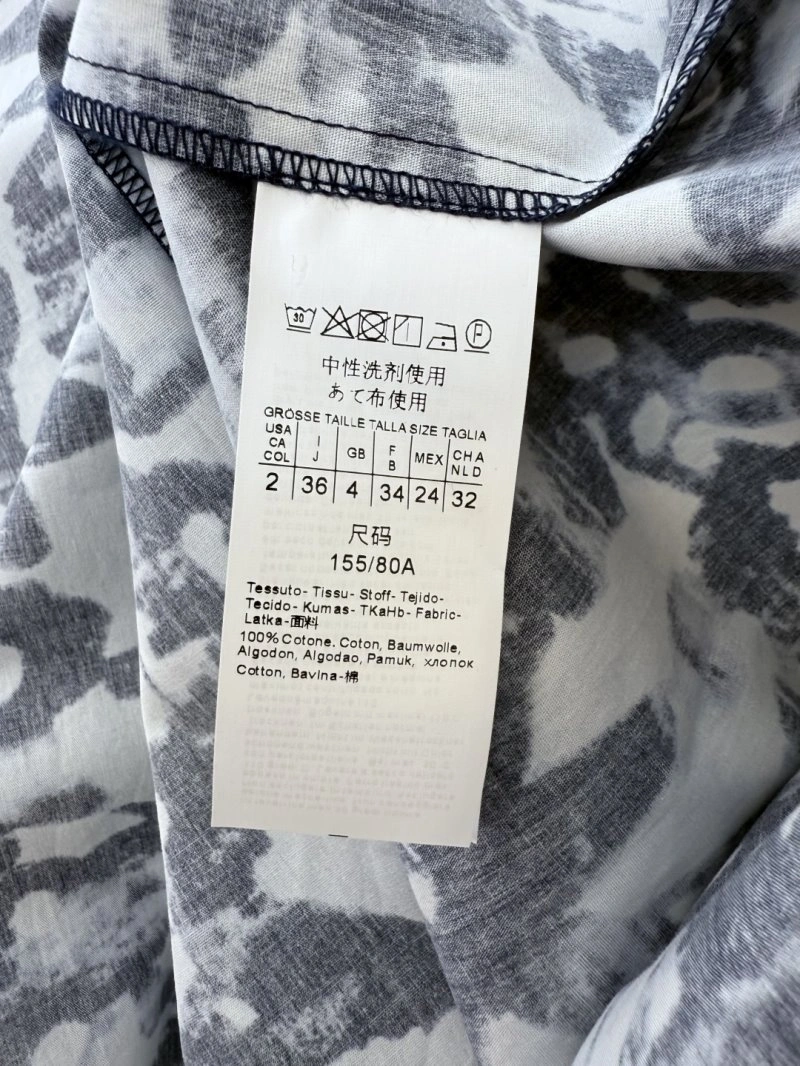 30 P
中性洗剤使用
あて布使用
GRÖSSE TAILLE TALLA SIZE TAGLIA
USA CA COL I J GB F B MEX CHA NLD
2 36 4 34 24 32
尺码
155/80A
Tessuto- Tissu- Stoff- Tejido-
Tecido- Kumas- TKaHb- Fabric-
Latka-面料
100% Cotone. Coton, Baumwolle,
Algodon, Algodao, Pamuk, хлопок
Cotton, Bavlna-棉